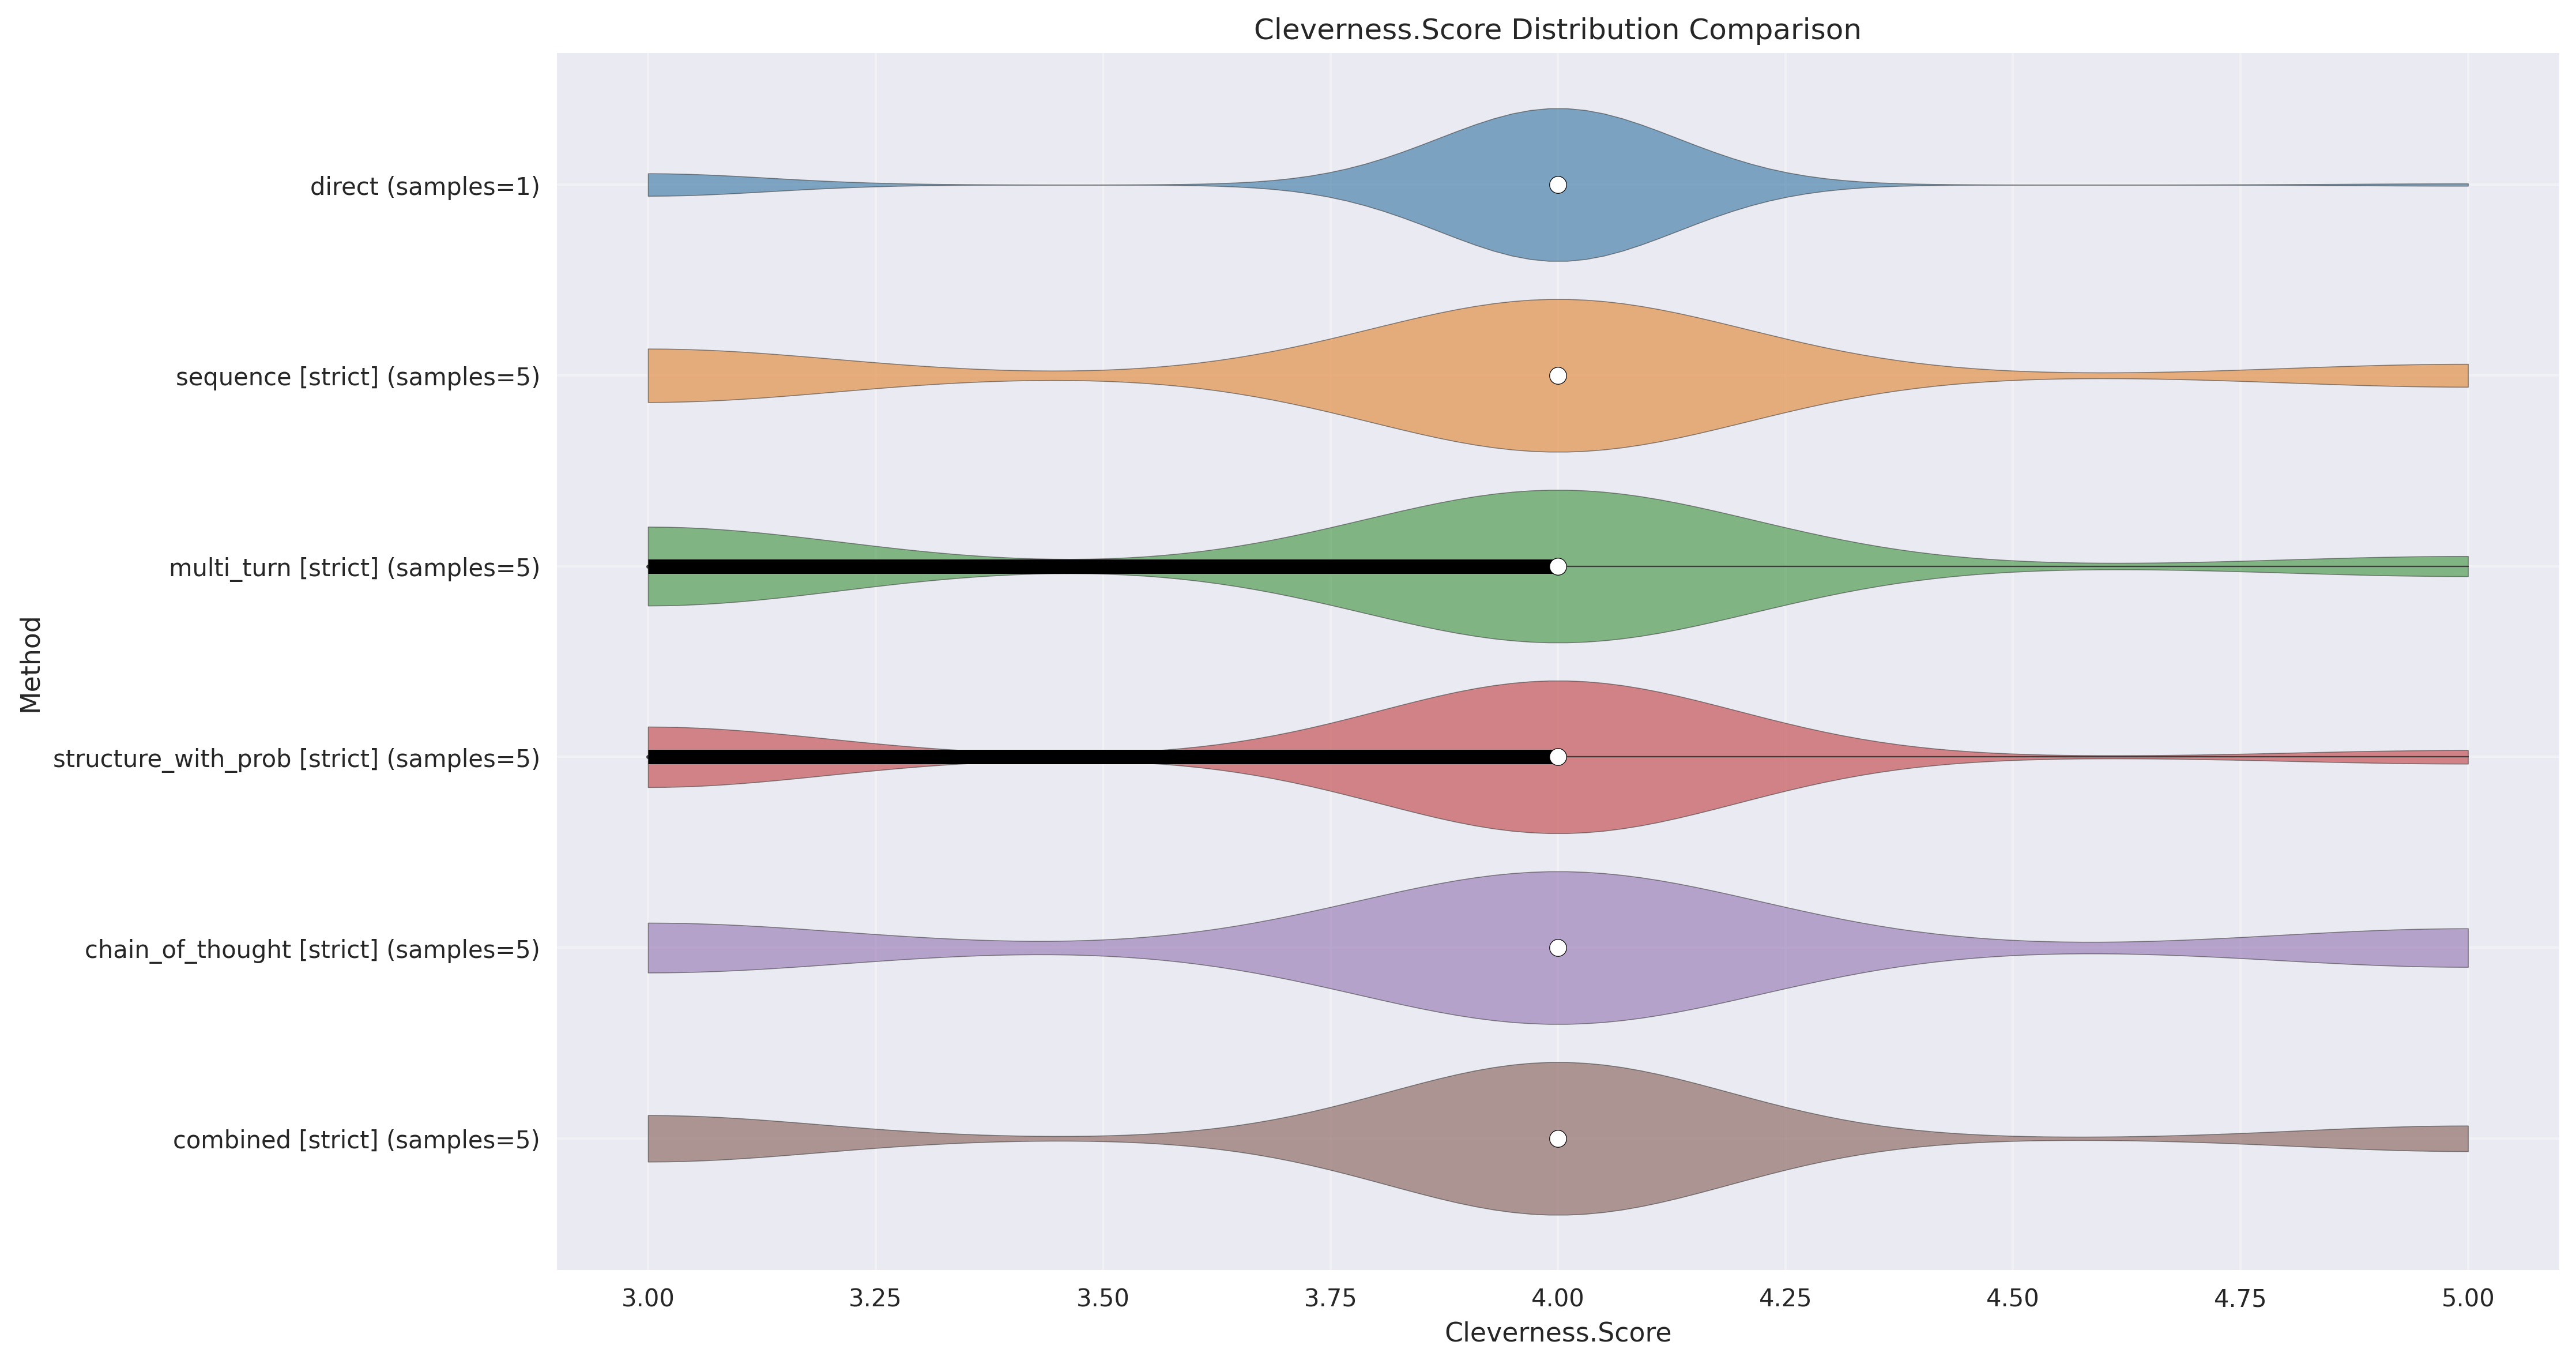 Cleverness.Score Distribution Comparison
Method
direct (samples=1)
sequence [strict] (samples=5)
multi_turn [strict] (samples=5)
structure_with_prob [strict] (samples=5)
chain_of_thought [strict] (samples=5)
combined [strict] (samples=5)
3.00 3.25 3.50 3.75 4.00 4.25 4.50 4.75 5.00
Cleverness.Score